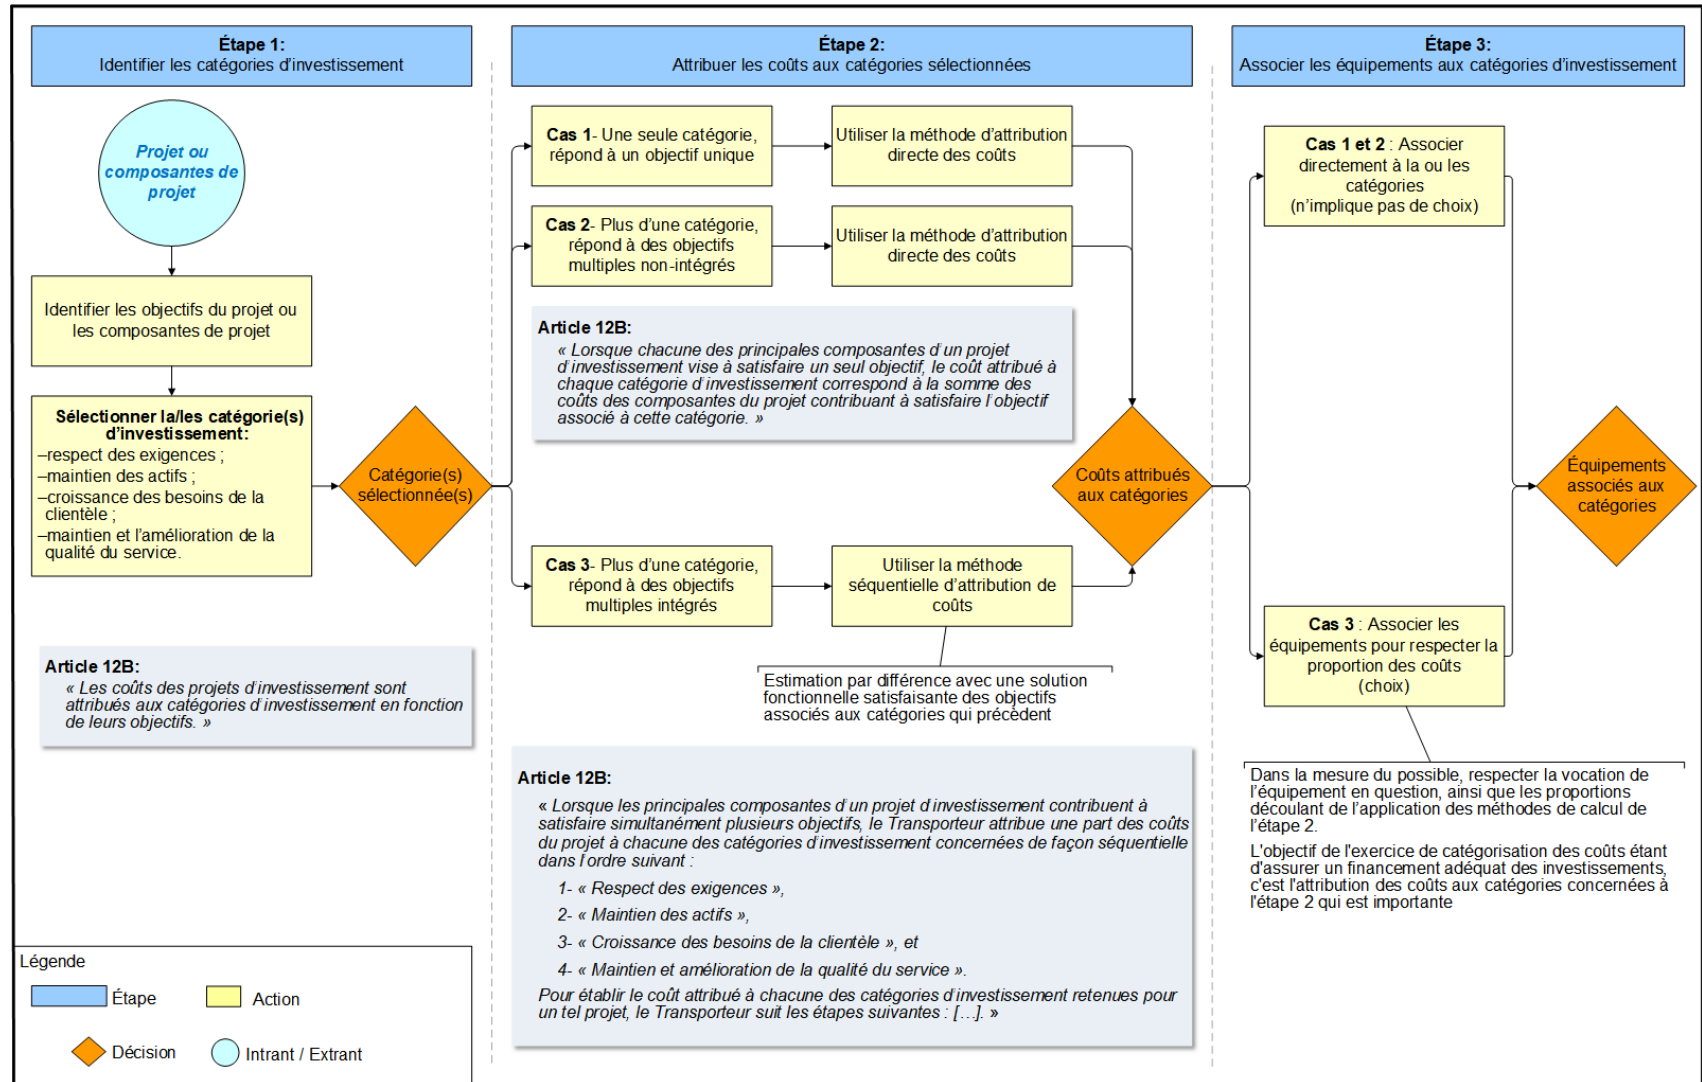 Étape 1:
Identifier les catégories d'investissement
Projet ou
composantes de
projet
Identifier les objectifs du projet ou
les composantes de projet
Sélectionner la/les catégorie(s)
d'investissement:
–respect des exigences ;
–maintien des actifs ;
–croissance des besoins de la
clientèle ;
–maintien et l'amélioration de la
qualité du service.
Catégorie(s)
sélectionnée(s)
Article 12B:
« Les coûts des projets d'investissement sont
attribués aux catégories d'investissement en fonction
de leurs objectifs. »
Étape 2:
Attribuer les coûts aux catégories sélectionnées
Cas 1- Une seule catégorie,
répond à un objectif unique
Utiliser la méthode d'attribution
directe des coûts
Cas 2- Plus d'une catégorie,
répond à des objectifs
multiples non-intégrés
Utiliser la méthode d'attribution
directe des coûts
Article 12B:
« Lorsque chacune des principales composantes d'un projet
d'investissement vise à satisfaire un seul objectif, le coût attribué à
chaque catégorie d'investissement correspond à la somme des
coûts des composantes du projet contribuant à satisfaire l'objectif
associé à cette catégorie. »
Coûts attribués
aux catégories
Cas 3- Plus d'une catégorie,
répond à des objectifs
multiples intégrés
Utiliser la méthode
séquentielle d'attribution de
coûts
Estimation par différence avec une solution
fonctionnelle satisfaisante des objectifs
associés aux catégories qui précèdent
Article 12B:
« Lorsque les principales composantes d'un projet d'investissement contribuent à
satisfaire simultanément plusieurs objectifs, le Transporteur attribue une part des coûts
du projet à chacune des catégories d'investissement concernées de façon séquentielle
dans l'ordre suivant :
1- « Respect des exigences »,
2- « Maintien des actifs »,
3- « Croissance des besoins de la clientèle », et
4- « Maintien et amélioration de la qualité du service ».
Pour établir le coût attribué à chacune des catégories d'investissement retenues pour
un tel projet, le Transporteur suit les étapes suivantes : […]. »
Étape 3:
Associer les équipements aux catégories d'investissement
Cas 1 et 2 : Associer
directement à la ou les
catégories
(n'implique pas de choix)
Équipements
associés aux
catégories
Cas 3 : Associer les
équipements pour respecter la
proportion des coûts
(choix)
Dans la mesure du possible, respecter la vocation de
l'équipement en question, ainsi que les proportions
découlant de l'application des méthodes de calcul de
l'étape 2.
L'objectif de l'exercice de catégorisation des coûts étant
d'assurer un financement adéquat des investissements,
c'est l'attribution des coûts aux catégories concernées à
l'étape 2 qui est importante
Légende
Étape
Action
Décision
Intrant / Extrant